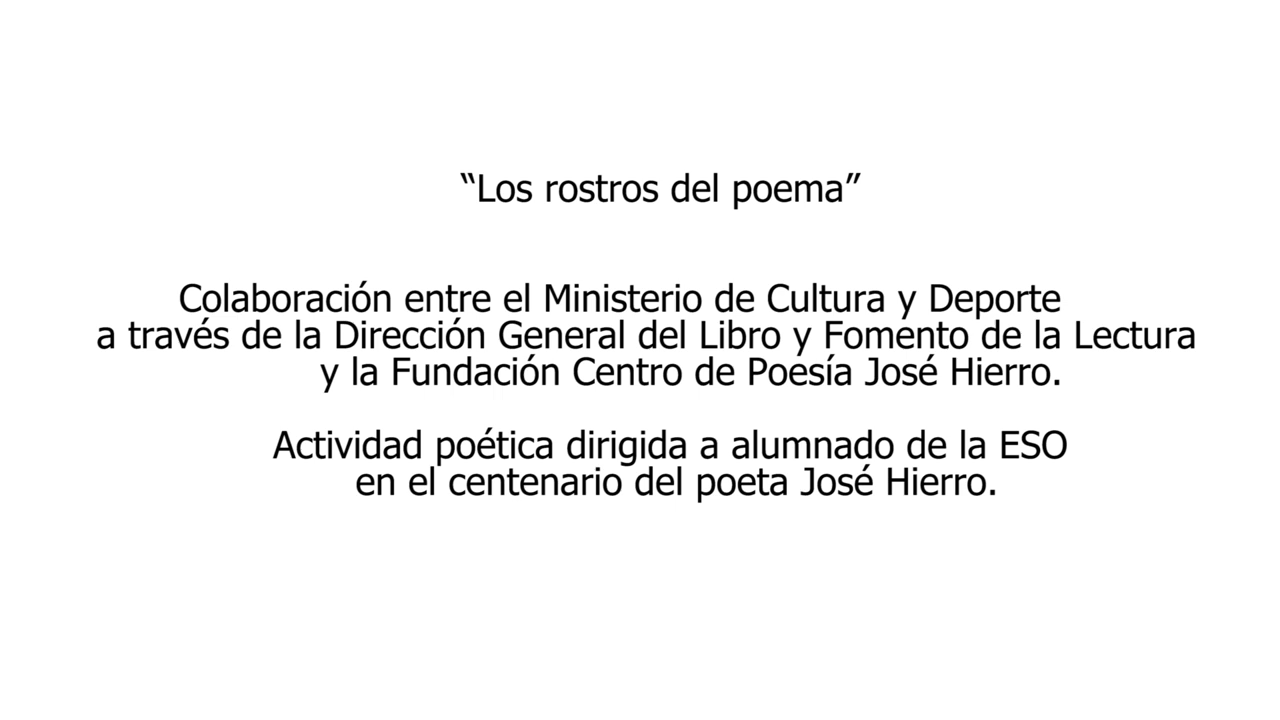 “Los rostros del poema”
Colaboración entre el Ministerio de Cultura y Deporte
a través de la Dirección General del Libro y Fomento de la Lectura
y la Fundación Centro de Poesía José Hierro.
Actividad poética dirigida a alumnado de la ESO
en el centenario del poeta José Hierro.